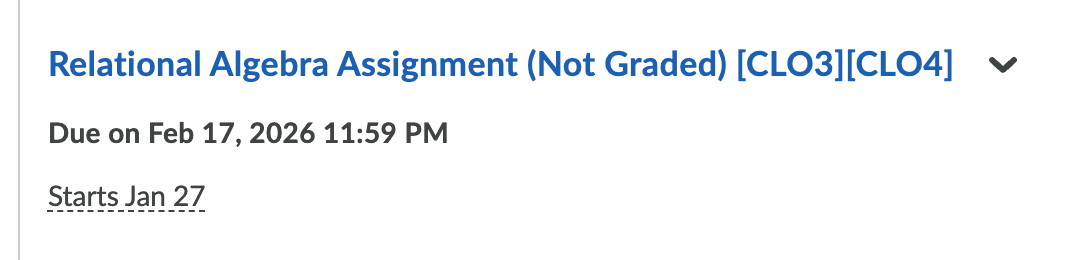 Relational Algebra Assignment (Not Graded) [CLO3][CLO4]
Due on Feb 17, 2026 11:59 PM
Starts Jan 27